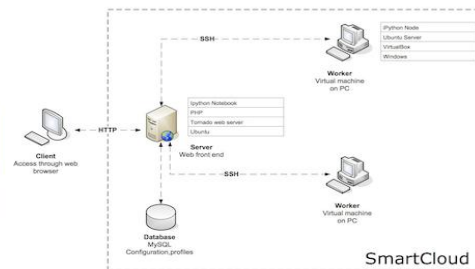 SSH
iPython Node
Ubuntu Server
VirtualBox
Windows
Worker
Virtual machine
on PC
Ipython Notebook
PHP
Tornado web server
Ubuntu
HTTP
Client
Access through web
browser
Server
Web front end
SSH
Worker
Virtual machine
on PC
Database
MySQL
Configuration,profiles
SmartCloud